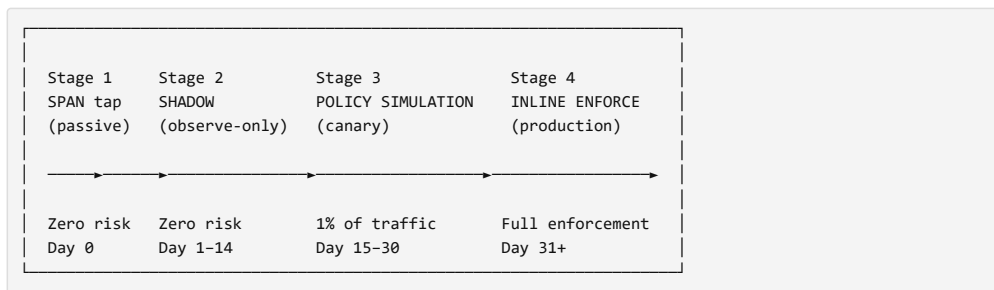 Stage 1 Stage 2 Stage 3 Stage 4
SPAN tap SHADOW POLICY SIMULATION INLINE ENFORCE
(passive) (observe-only) (canary) (production)
Zero risk Zero risk 1% of traffic Full enforcement
Day 0 Day 1–14 Day 15–30 Day 31+